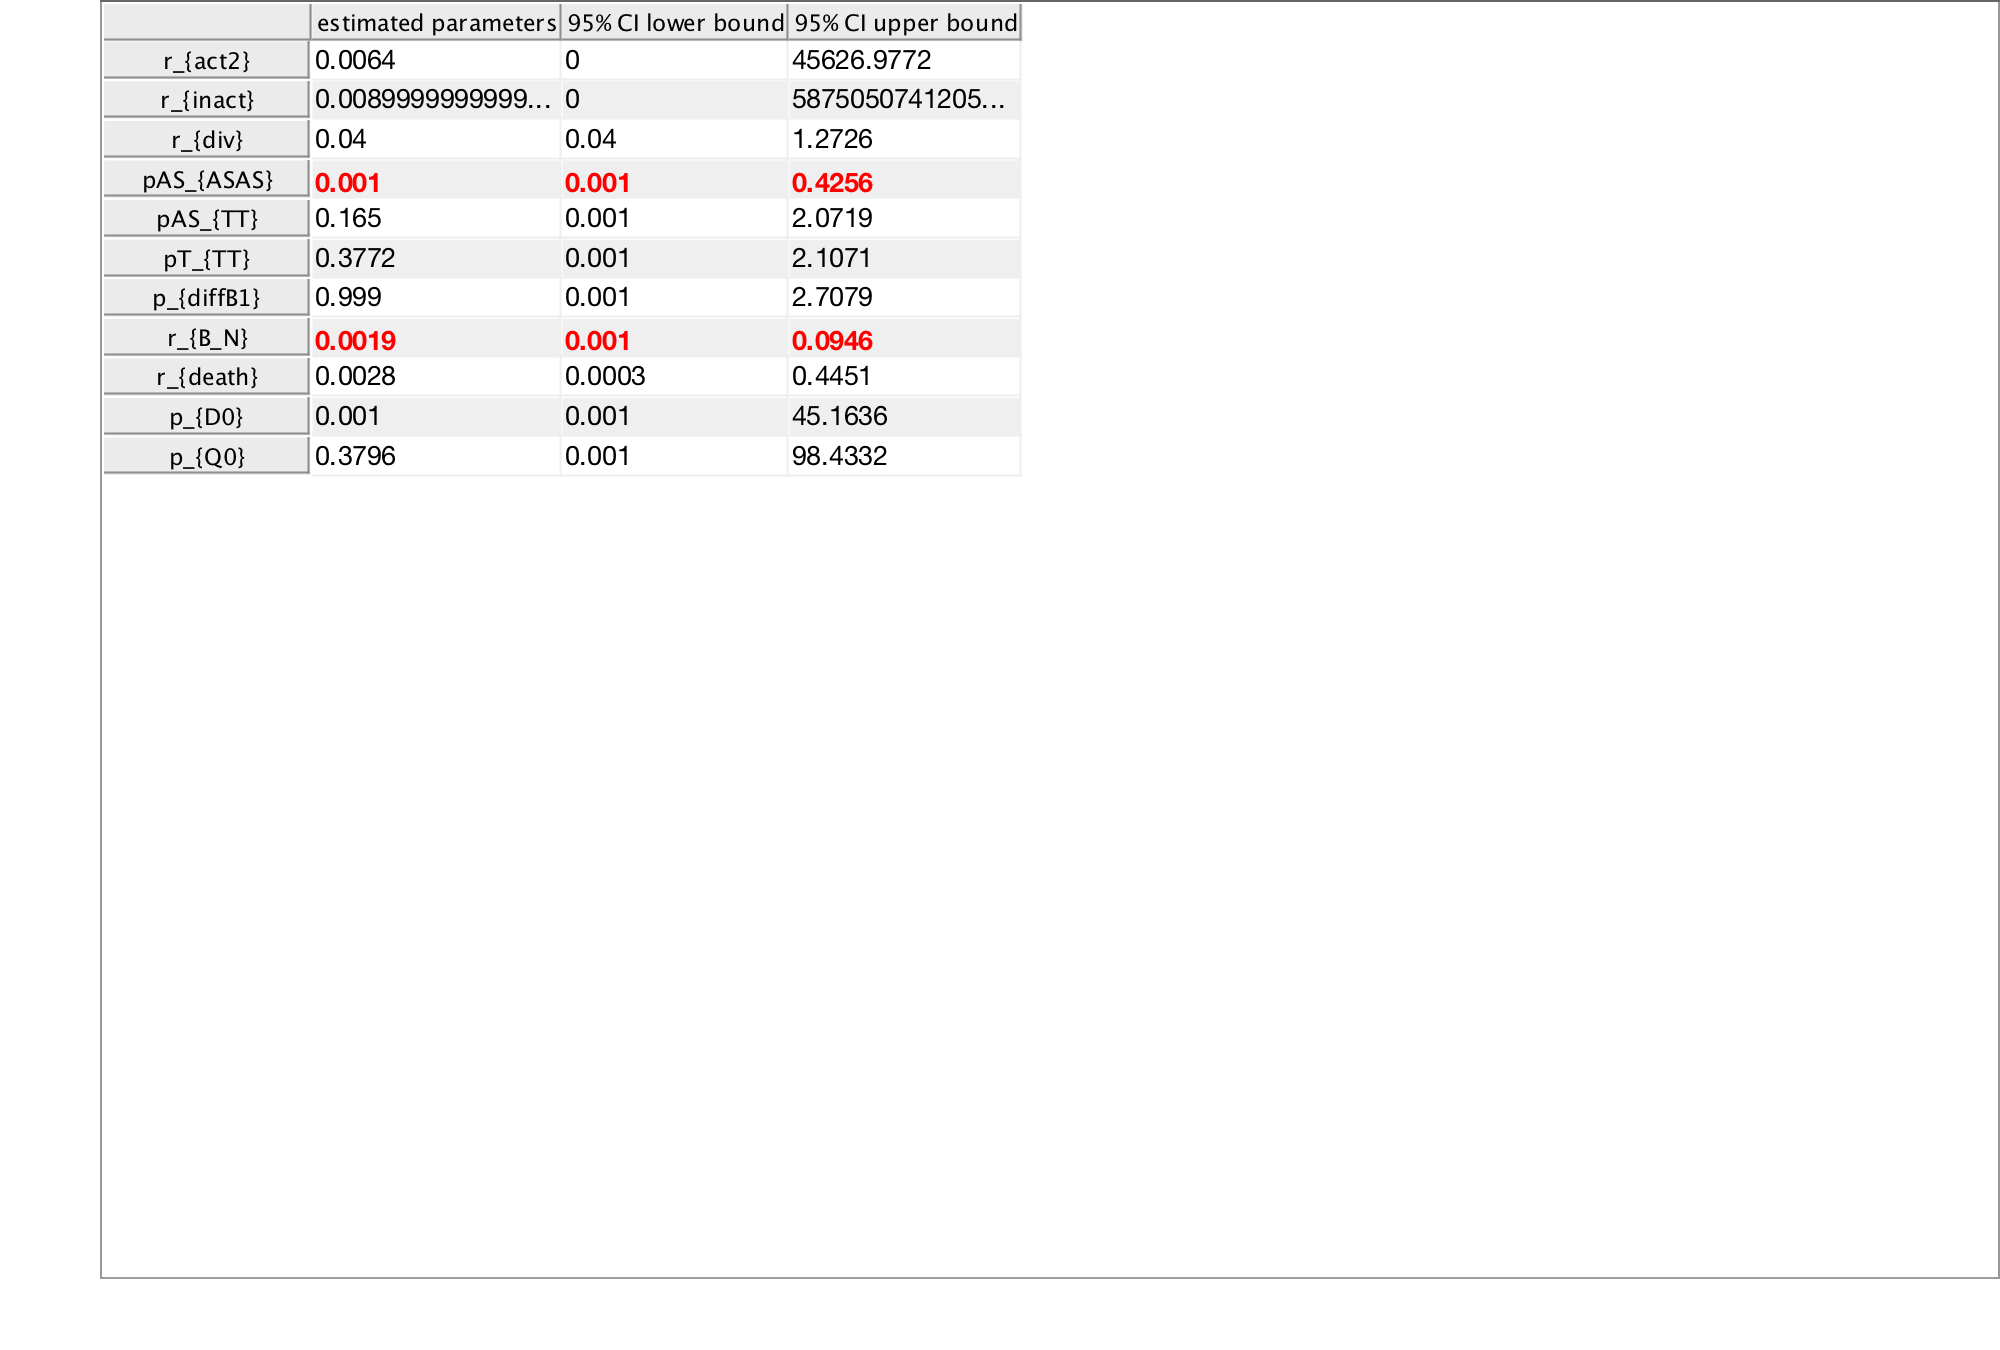 estimated parameters 95% CI lower bound 95% CI upper bound
r_{act2} 0.0064 0 45626.9772
r_{inact} 0.0089999999999... 0 5875050741205...
r_{div} 0.04 0.04 1.2726
pAS_{ASAS} 0.001 0.001 0.4256
pAS_{TT} 0.165 0.001 2.0719
pT_{TT} 0.3772 0.001 2.1071
p_{diffB1} 0.999 0.001 2.7079
r_{B_N} 0.0019 0.001 0.0946
r_{death} 0.0028 0.0003 0.4451
p_{D0} 0.001 0.001 45.1636
p_{Q0} 0.3796 0.001 98.4332